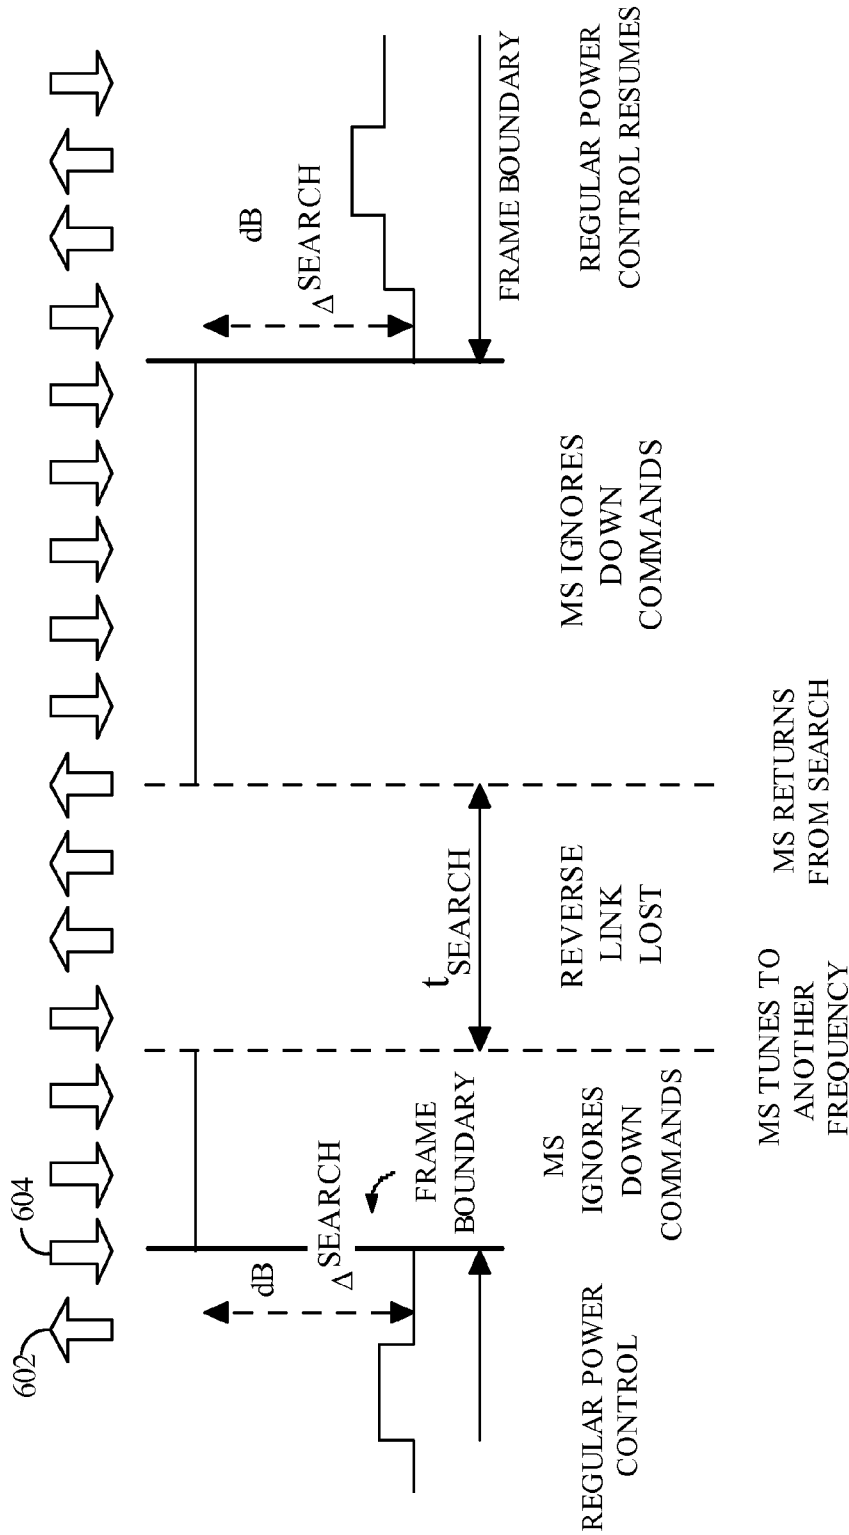 602
604
dB
Δ
SEARCH
FRAME
BOUNDARY
t
SEARCH
dB
Δ
SEARCH
FRAME BOUNDARY
REGULAR POWER
CONTROL
MS
IGNORES
DOWN
COMMANDS
REVERSE
LINK
LOST
MS IGNORES
DOWN
COMMANDS
REGULAR POWER
CONTROL RESUMES
MS TUNES TO
ANOTHER
FREQUENCY
MS RETURNS
FROM SEARCH